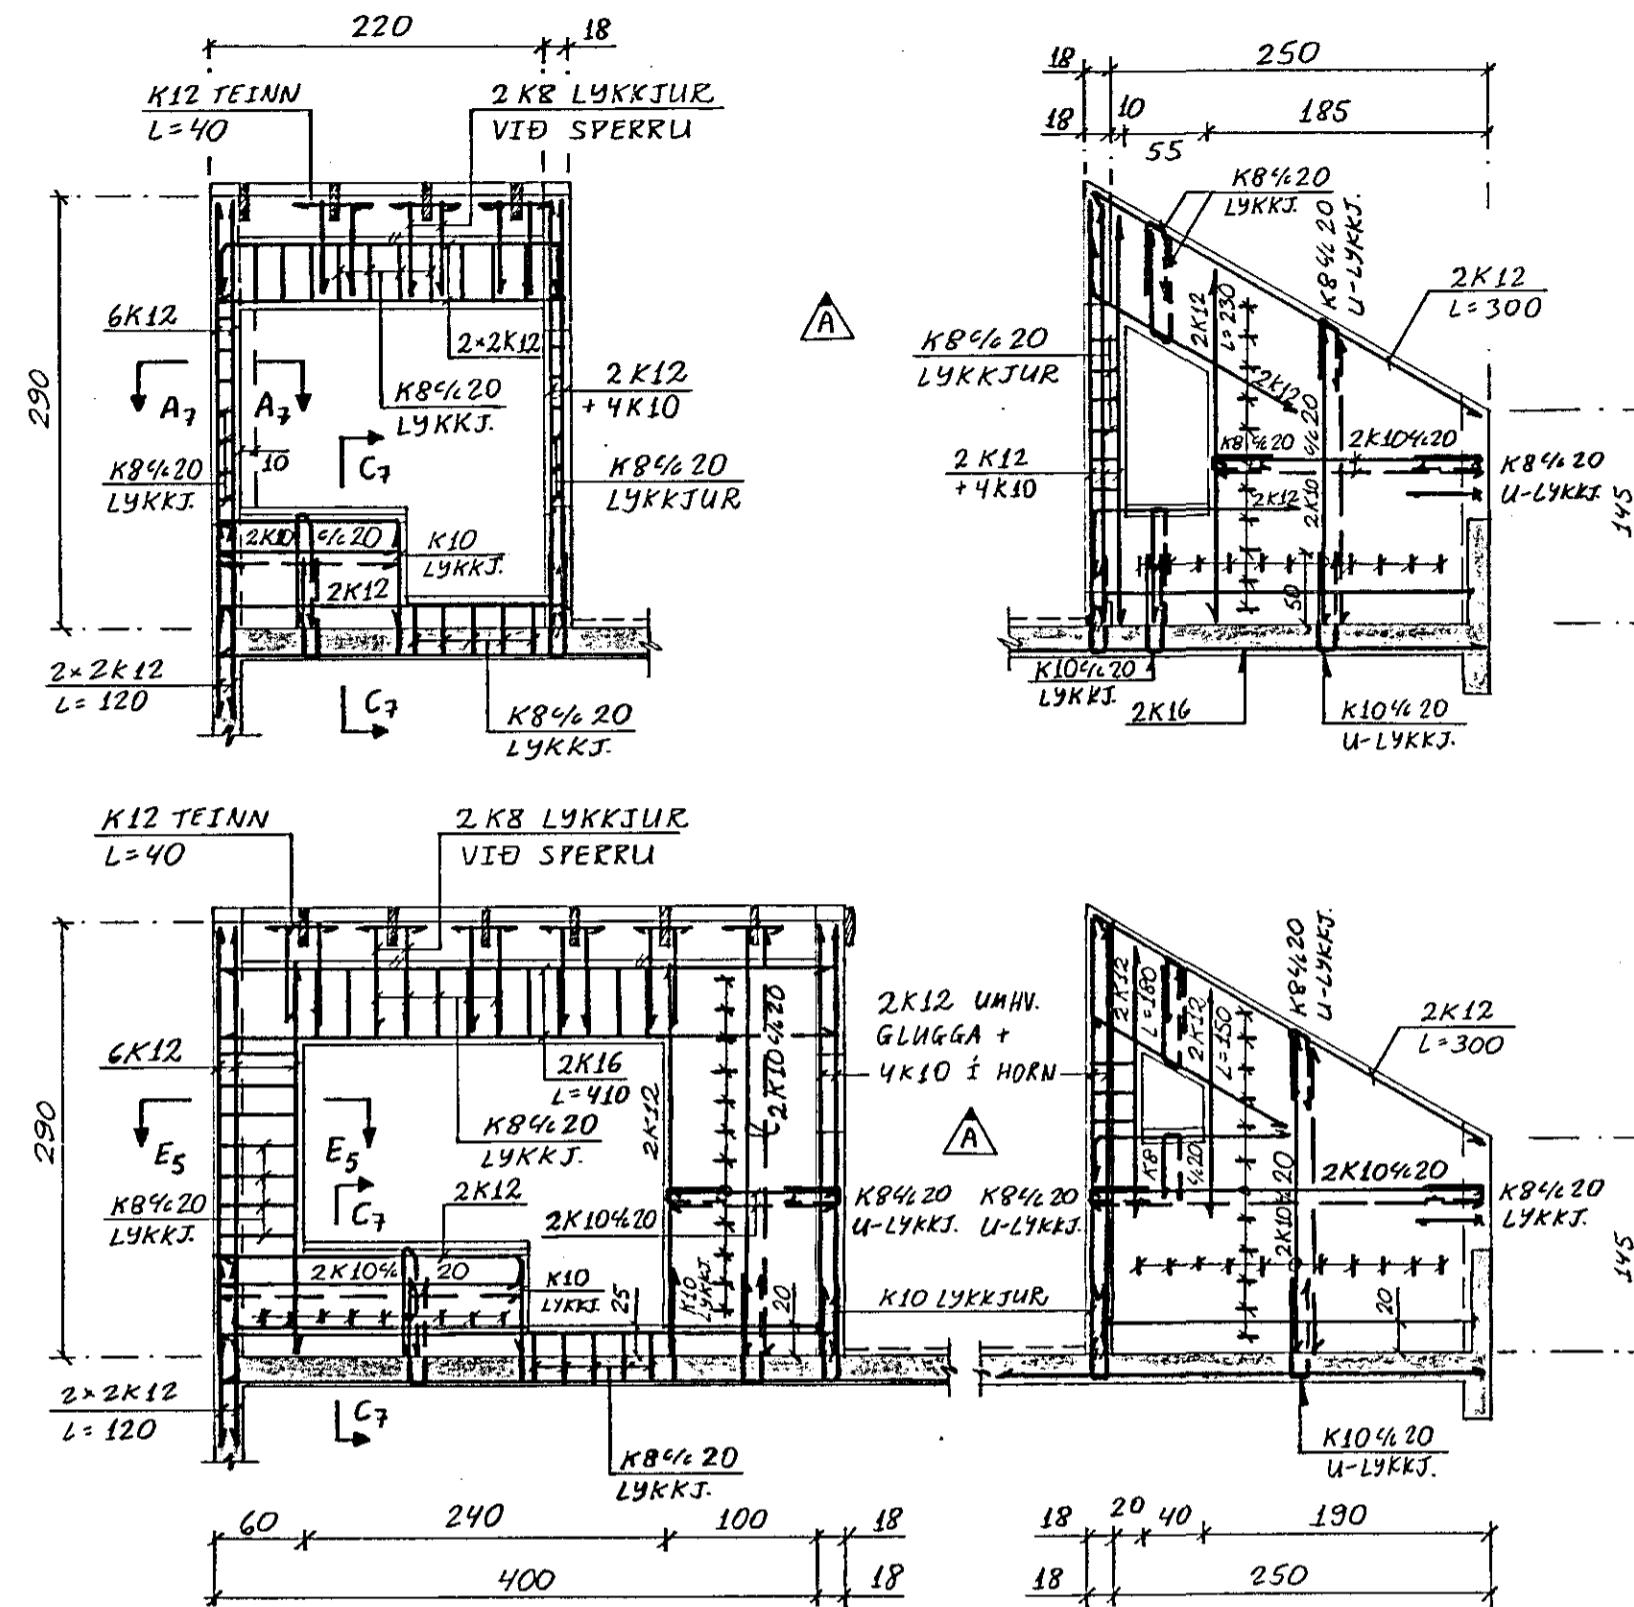 220
18
K12 TEINN
L=40
2 K8 LYKKJUR
VIÐ SPERRU
290
6K12
2×2K12
K8 c/c 20
LYKKJ.
2 K12
+ 4K10
A7
A7
10
C7
K8 c/c 20
LYKKJ.
K8 c/c 20
LYKKJUR
2K10 c/c 20
K10
LYKKJ.
2K12
2×2K12
L=120
C7
K8 c/c 20
LYKKJ.
18
250
18
10
185
55
K8 c/c 20
LYKKJ.
K8 c/c 20
U-LYKKJ.
2K12
L=300
2K12
L=230
K8 c/c 20
LYKKJUR
2K12
2 K12
+ 4K10
K8 c/c 20
2K10 c/c 20
K8 c/c 20
U-LYKKJ.
2K12
2K10 c/c 20
50
145
K10 c/c 20
LYKKJ.
2K16
K10 c/c 20
U-LYKKJ.
A
K12 TEINN
L=40
2 K8 LYKKJUR
VIÐ SPERRU
290
6K12
2K16
L=410
K8 c/c 20
LYKKJ.
2K12
2K10 c/c 20
E5
E5
C7
K8 c/c 20
LYKKJ.
2K12
2K10 c/c 20
K8 c/c 20
U-LYKKJ.
2K10 c/c 20
K10
LYKKJ.
25
K10
LYKKJ.
20
2×2K12
L=120
C7
K8 c/c 20
LYKKJ.
60
240
100
18
400
18
2K12 UMHV.
GLUGGA +
4K10 Í HORN
A
K8 c/c 20
U-LYKKJ.
K10 LYKKJUR
2K12
L=180
2K12
L=150
K8 c/c 20
U-LYKKJ.
2K12
L=300
K8
c/c 20
2K10 c/c 20
2K10 c/c 20
K8 c/c 20
LYKKJ.
20
145
K10 c/c 20
U-LYKKJ.
18
20
40
190
18
250